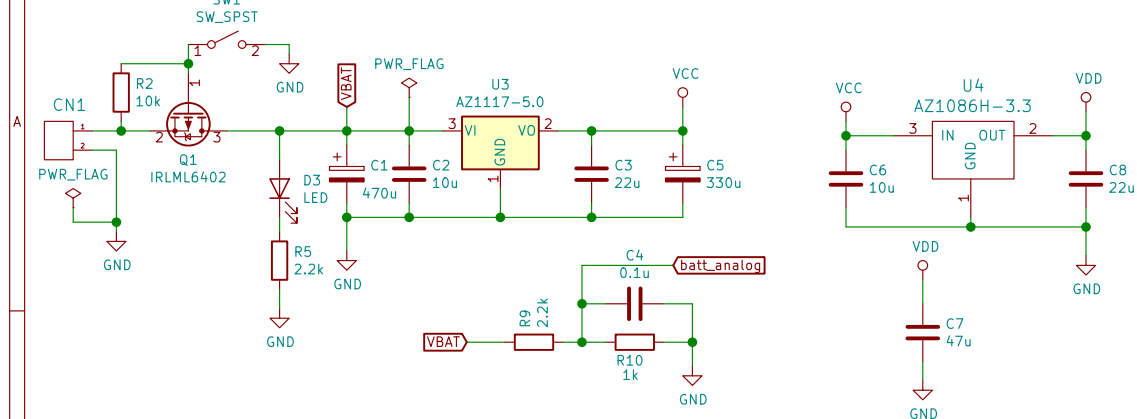 SW1
SW_SPST
1
2
GND
R2
10k
1
CN1
1
2
2
3
Q1
IRLML6402
PWR_FLAG
GND
A
VBAT
PWR_FLAG
D3
LED
R5
2.2k
GND
C1
470u
GND
C2
10u
U3
AZ1117-5.0
3
VI
VO
2
GND
1
C3
22u
VCC
C5
330u
VBAT
R9
2.2k
C4
0.1u
batt_analog
R10
1k
GND
VCC
C6
10u
U4
AZ1086H-3.3
3
IN
OUT
2
GND
1
VDD
C8
22u
GND
VDD
C7
47u
GND